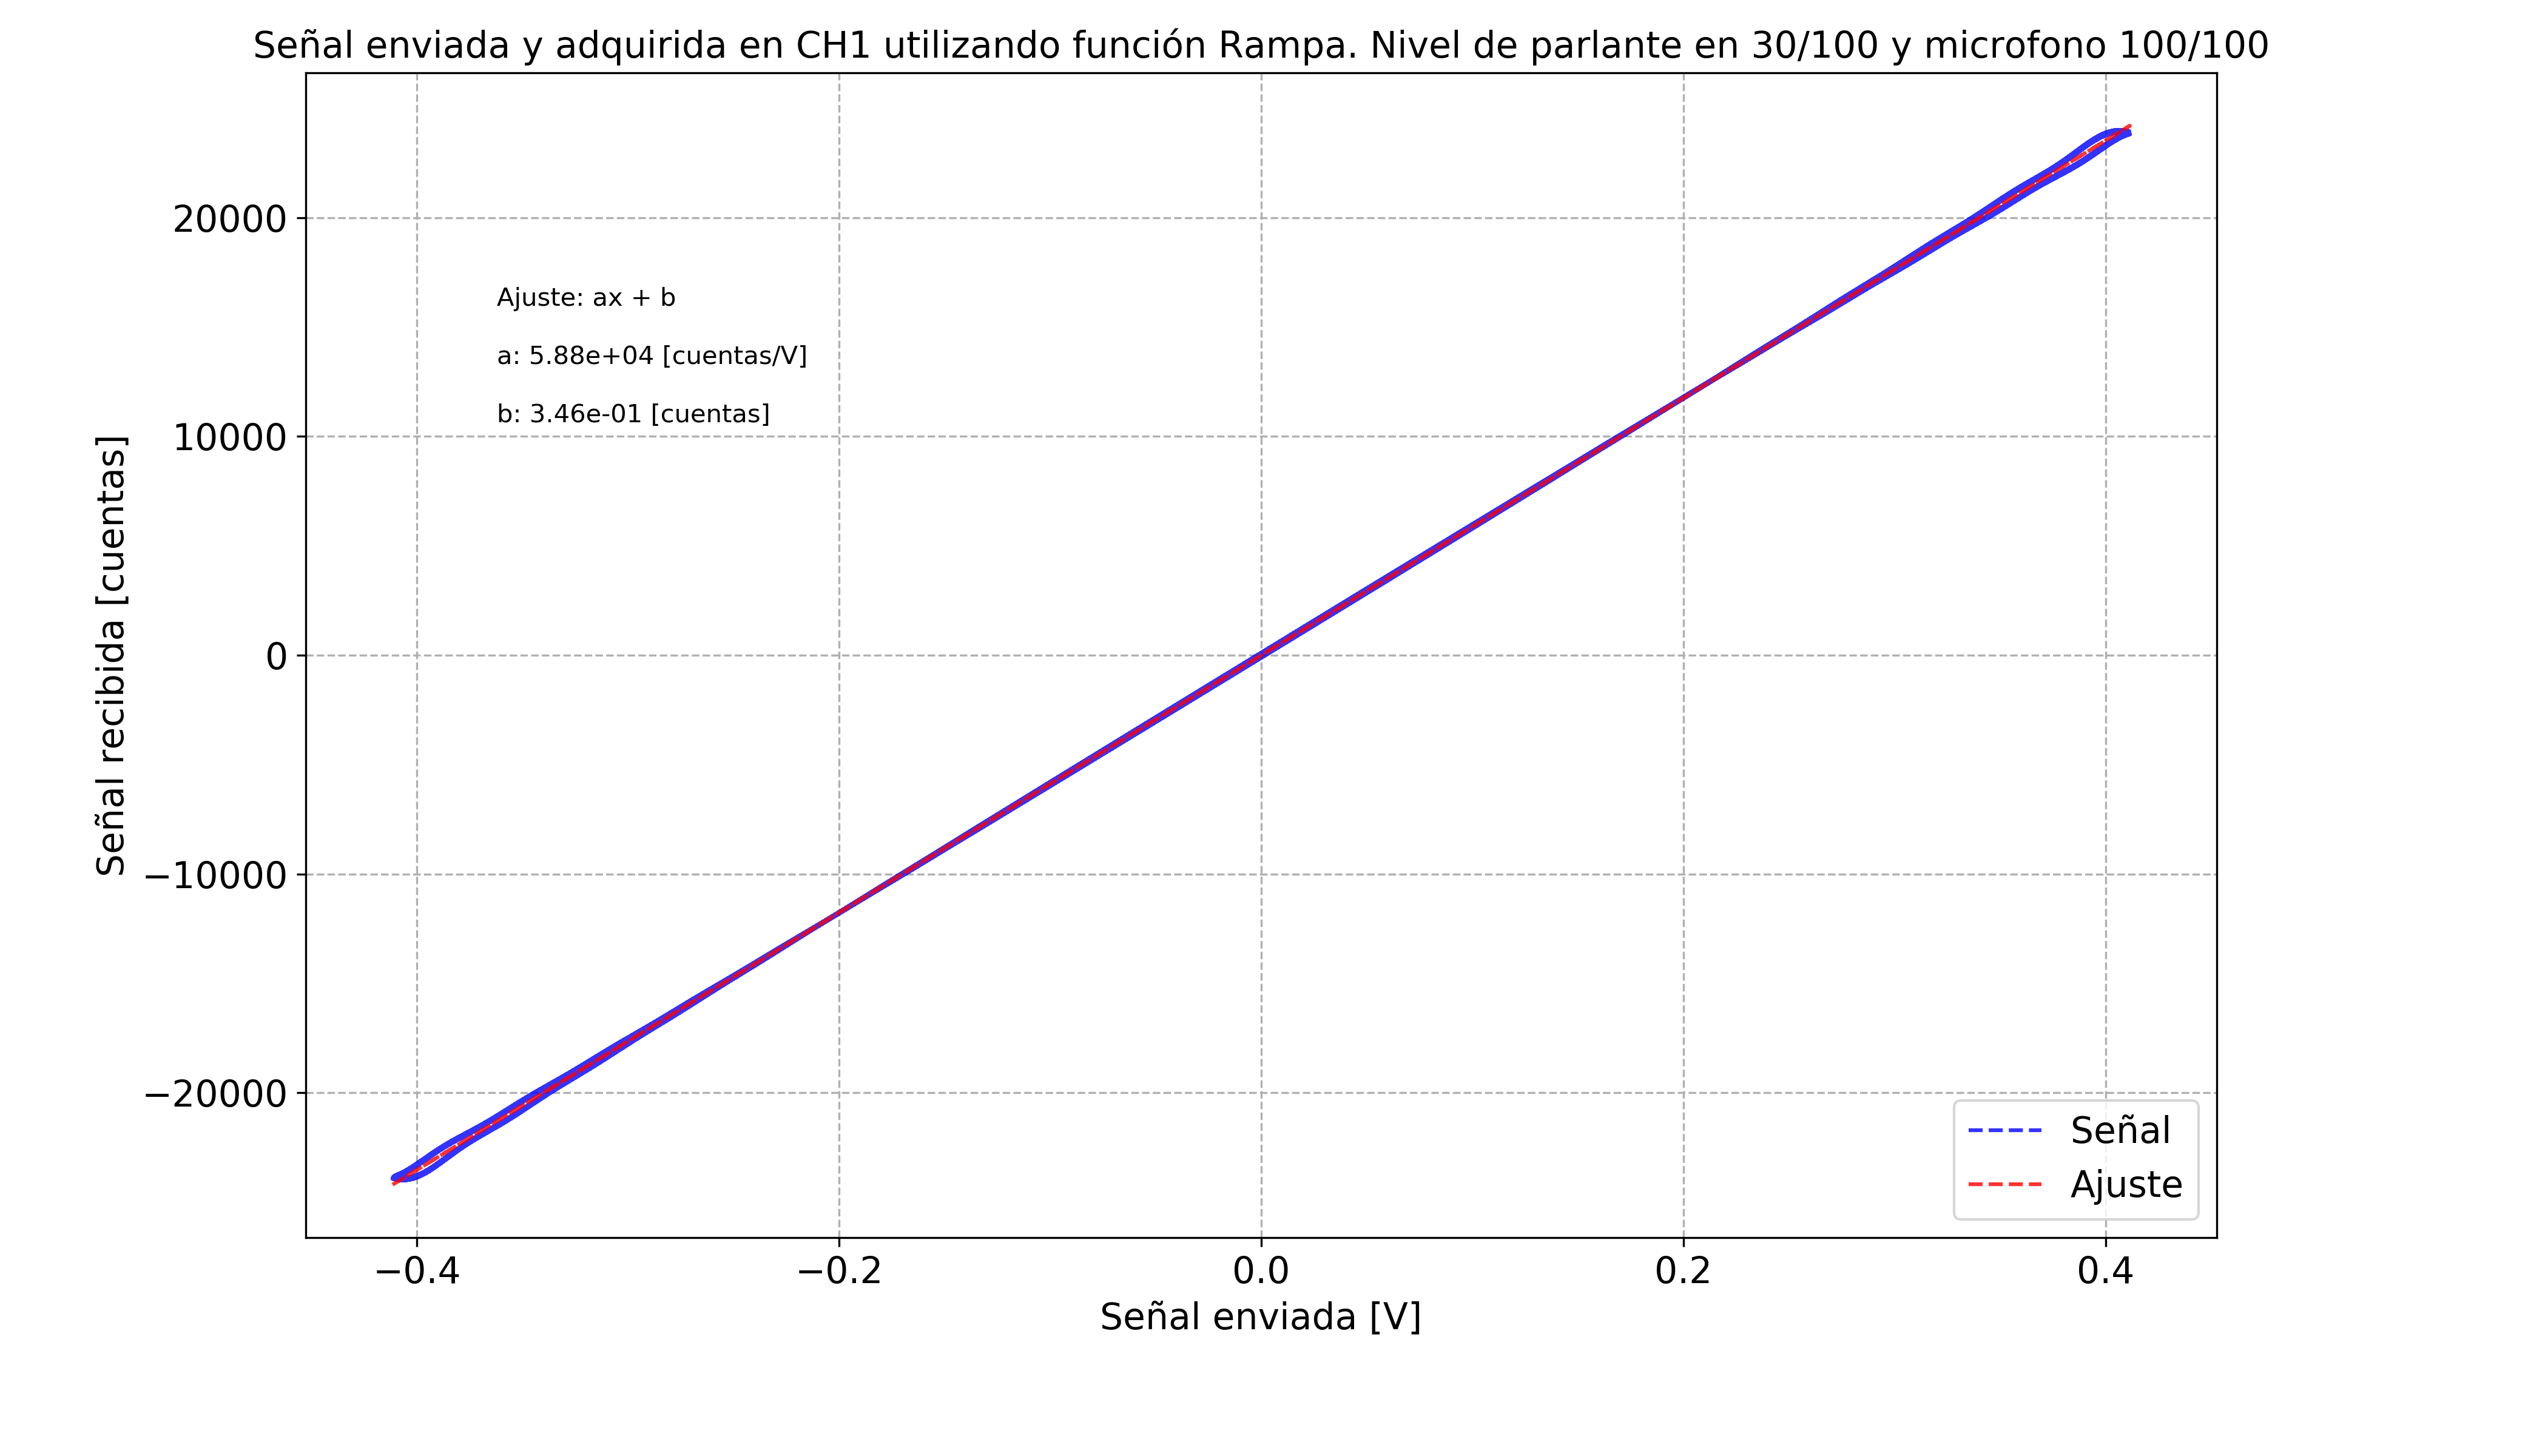 Señal enviada y adquirida en CH1 utilizando función Rampa. Nivel de parlante en 30/100 y microfono 100/100
Señal recibida [cuentas]
20000
10000
0
−10000
−20000
Ajuste: ax + b
a: 5.88e+04 [cuentas/V]
b: 3.46e-01 [cuentas]
Señal
Ajuste
−0.4
−0.2
0.0
0.2
0.4
Señal enviada [V]